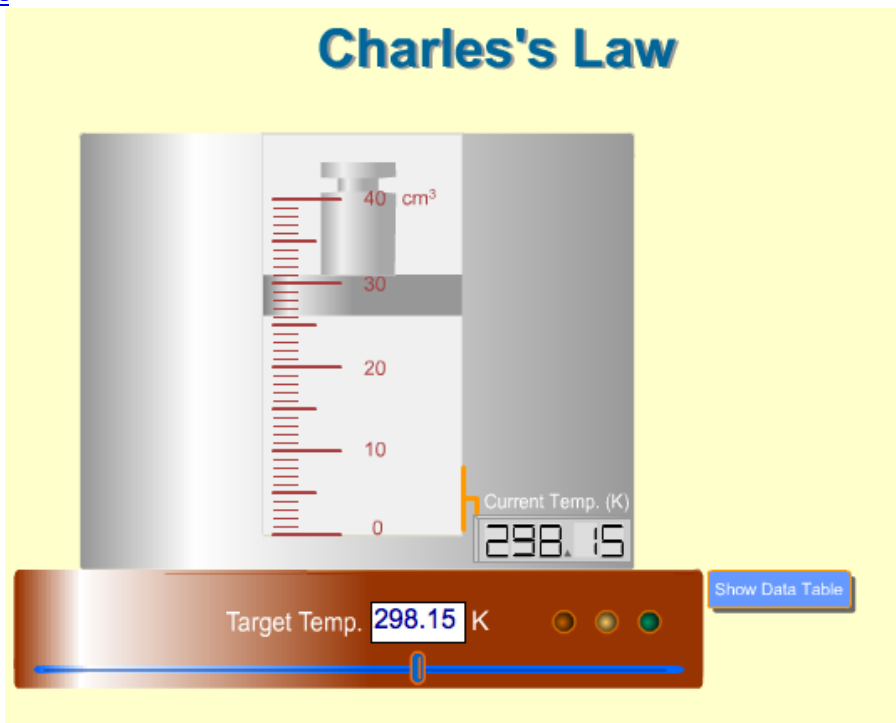 Charles's Law
40 cm³
30
20
10
0
Current Temp. (K)
298.15
Target Temp. 298.15 K
Show Data Table